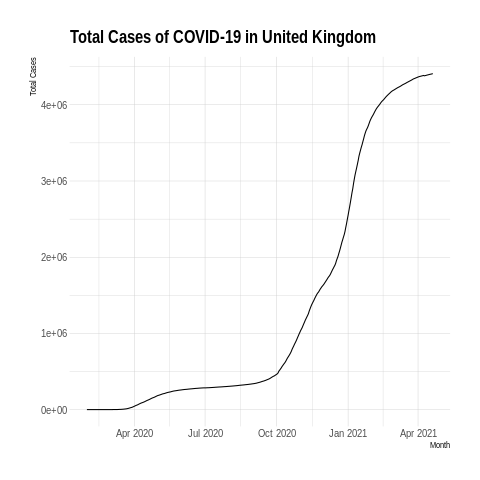 Total Cases of COVID-19 in United Kingdom
Total Cases
4e+06
3e+06
2e+06
1e+06
0e+00
Apr 2020 Jul 2020 Oct 2020 Jan 2021 Apr 2021
Month